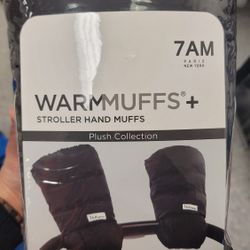 7AM
PARIS
NEW YORK
WARMMUFFS®+
STROLLER HAND MUFFS
Plush Collection